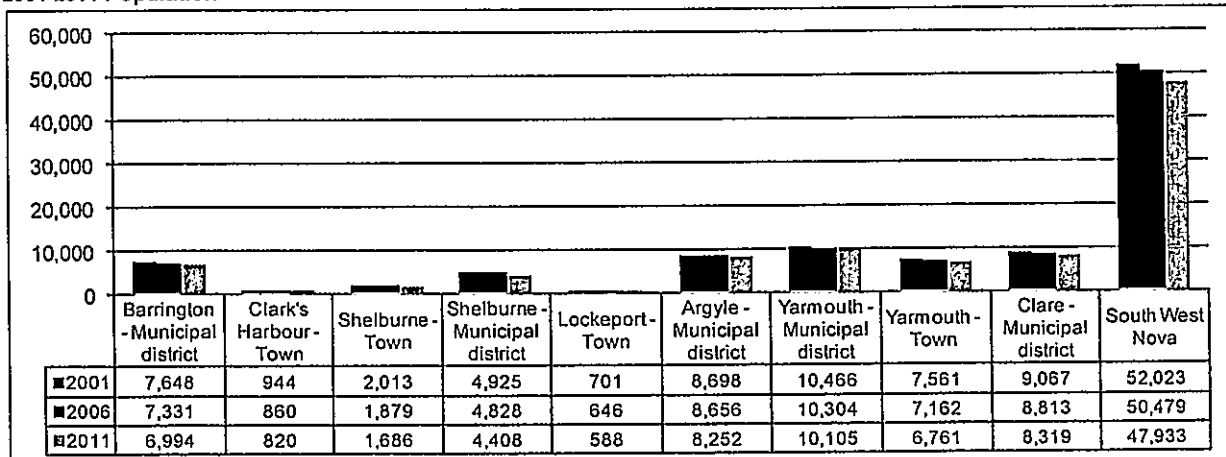 60,000
50,000
40,000
30,000
20,000
10,000
0
Barrington - Municipal district
Clark's Harbour - Town
Shelburne - Town
Shelburne - Municipal district
Lockeport - Town
Argyle - Municipal district
Yarmouth - Municipal district
Yarmouth - Town
Clare - Municipal district
South West Nova
2001 7,648 944 2,013 4,925 701 8,698 10,466 7,561 9,067 52,023
2006 7,331 860 1,879 4,828 646 8,656 10,304 7,162 8,813 50,479
2011 6,994 820 1,686 4,408 588 8,252 10,105 6,761 8,319 47,933